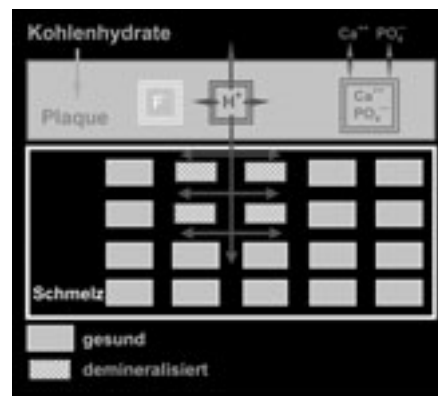 Kohlenhydrate Ca⁺⁺ PO₄⁻
Plaque F⁻ H⁺ Ca⁺⁺
PO₄⁻
Schmelz
gesund
demineralisiert